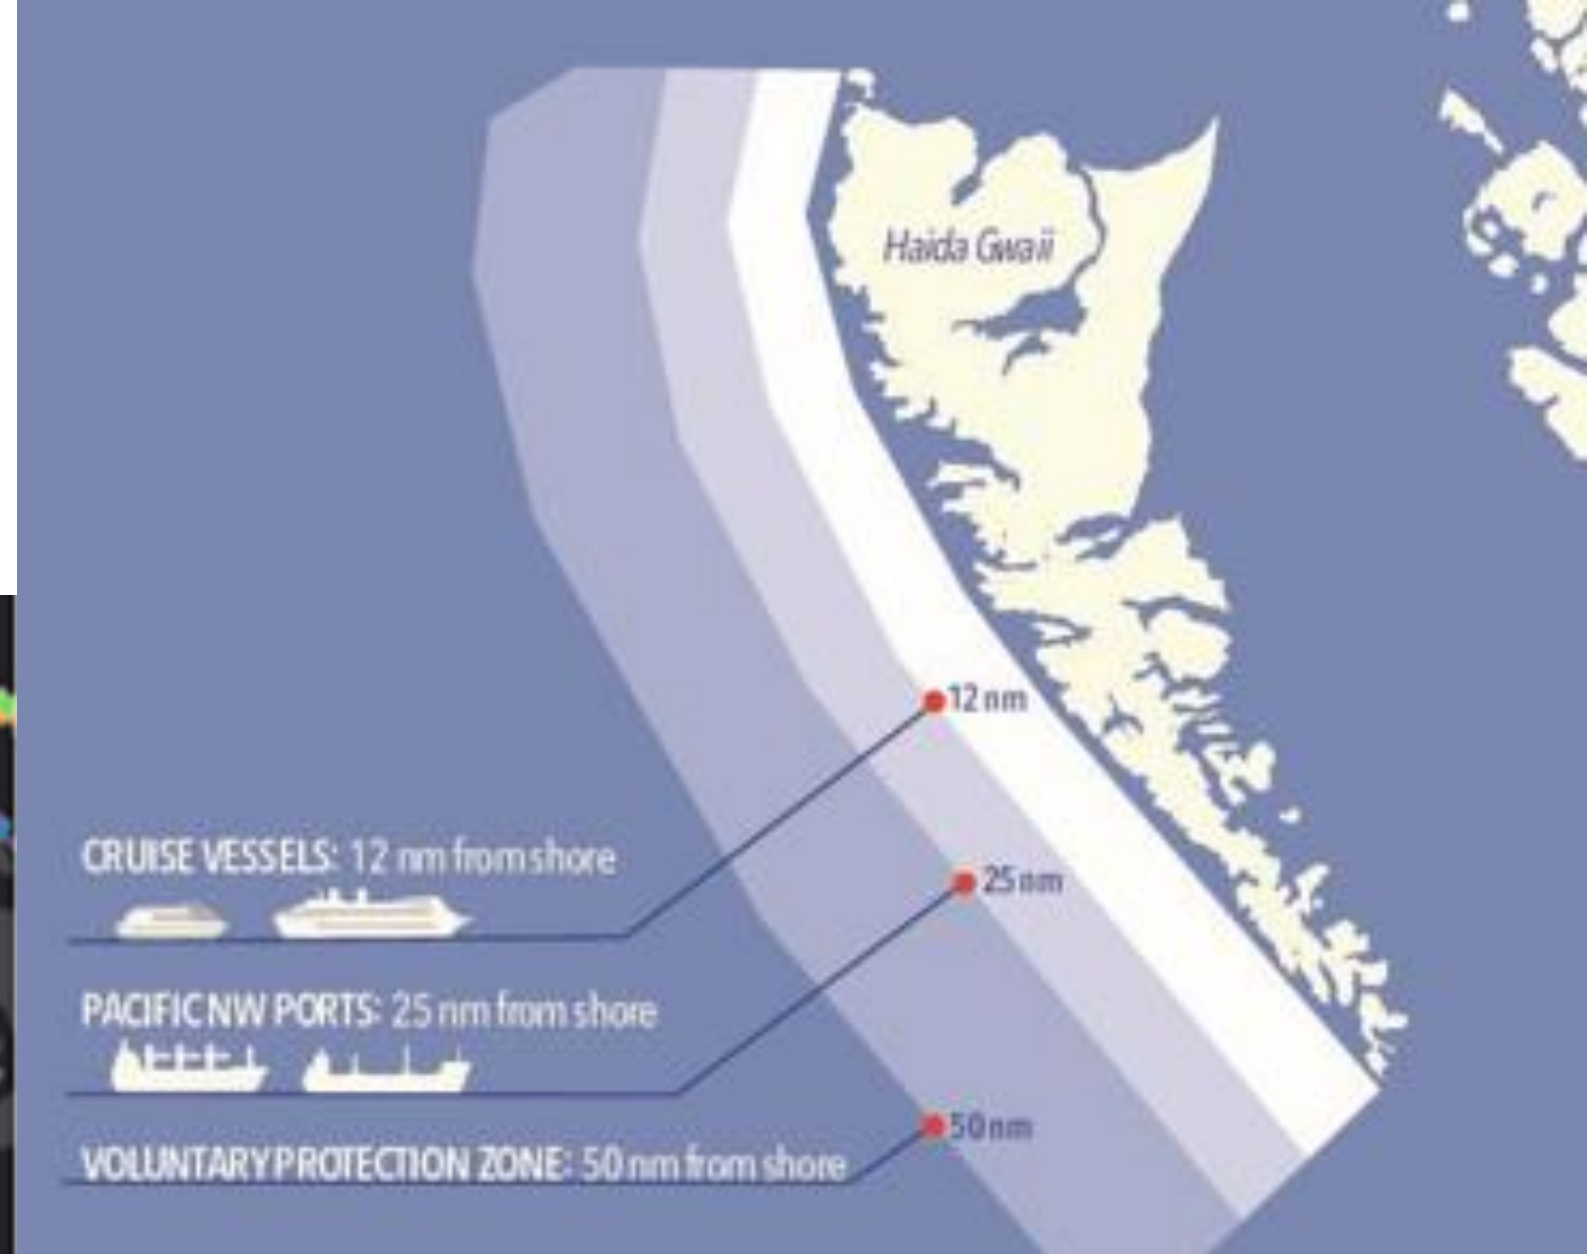 Haida Gwaii
12 nm
CRUISE VESSELS: 12 nm from shore
25 nm
PACIFIC NW PORTS: 25 nm from shore
50 nm
VOLUNTARY PROTECTION ZONE: 50 nm from shore